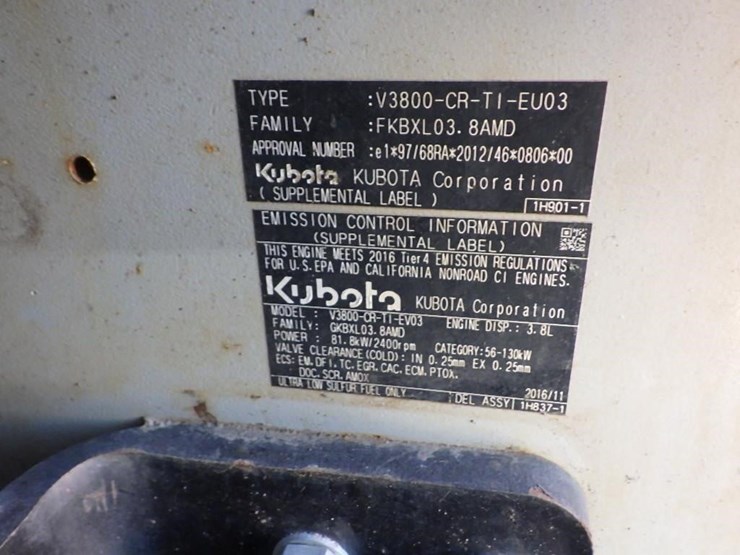 TYPE :V3800-CR-TI-EU03
FAMILY :FKBXL03.8AMD
APPROVAL NUMBER :e1*97/68RA*2012/46*0806*00
Kubota KUBOTA Corporation
( SUPPLEMENTAL LABEL ) 1H901-1
EMISSION CONTROL INFORMATION
(SUPPLEMENTAL LABEL)
THIS ENGINE MEETS 2016 Tier4 EMISSION REGULATIONS
FOR U.S.EPA AND CALIFORNIA NONROAD CI ENGINES.
Kubota KUBOTA Corporation
MODEL : V3800-CR-TI-EV03 ENGINE DISP.: 3.8L
FAMILY: GKBXL03.8AMD
POWER : 81.8kW/2400rpm CATEGORY:56-130kW
VALVE CLEARANCE(COLD): IN 0.25mm EX 0.25mm
ECS: EM.DFI.TC.EGR.CAC.ECM.PTOX.
DOC.SCR.AMOX
ULTRA LOW SULFUR FUEL ONLY 2016/11
DEL ASSY 1H837-1